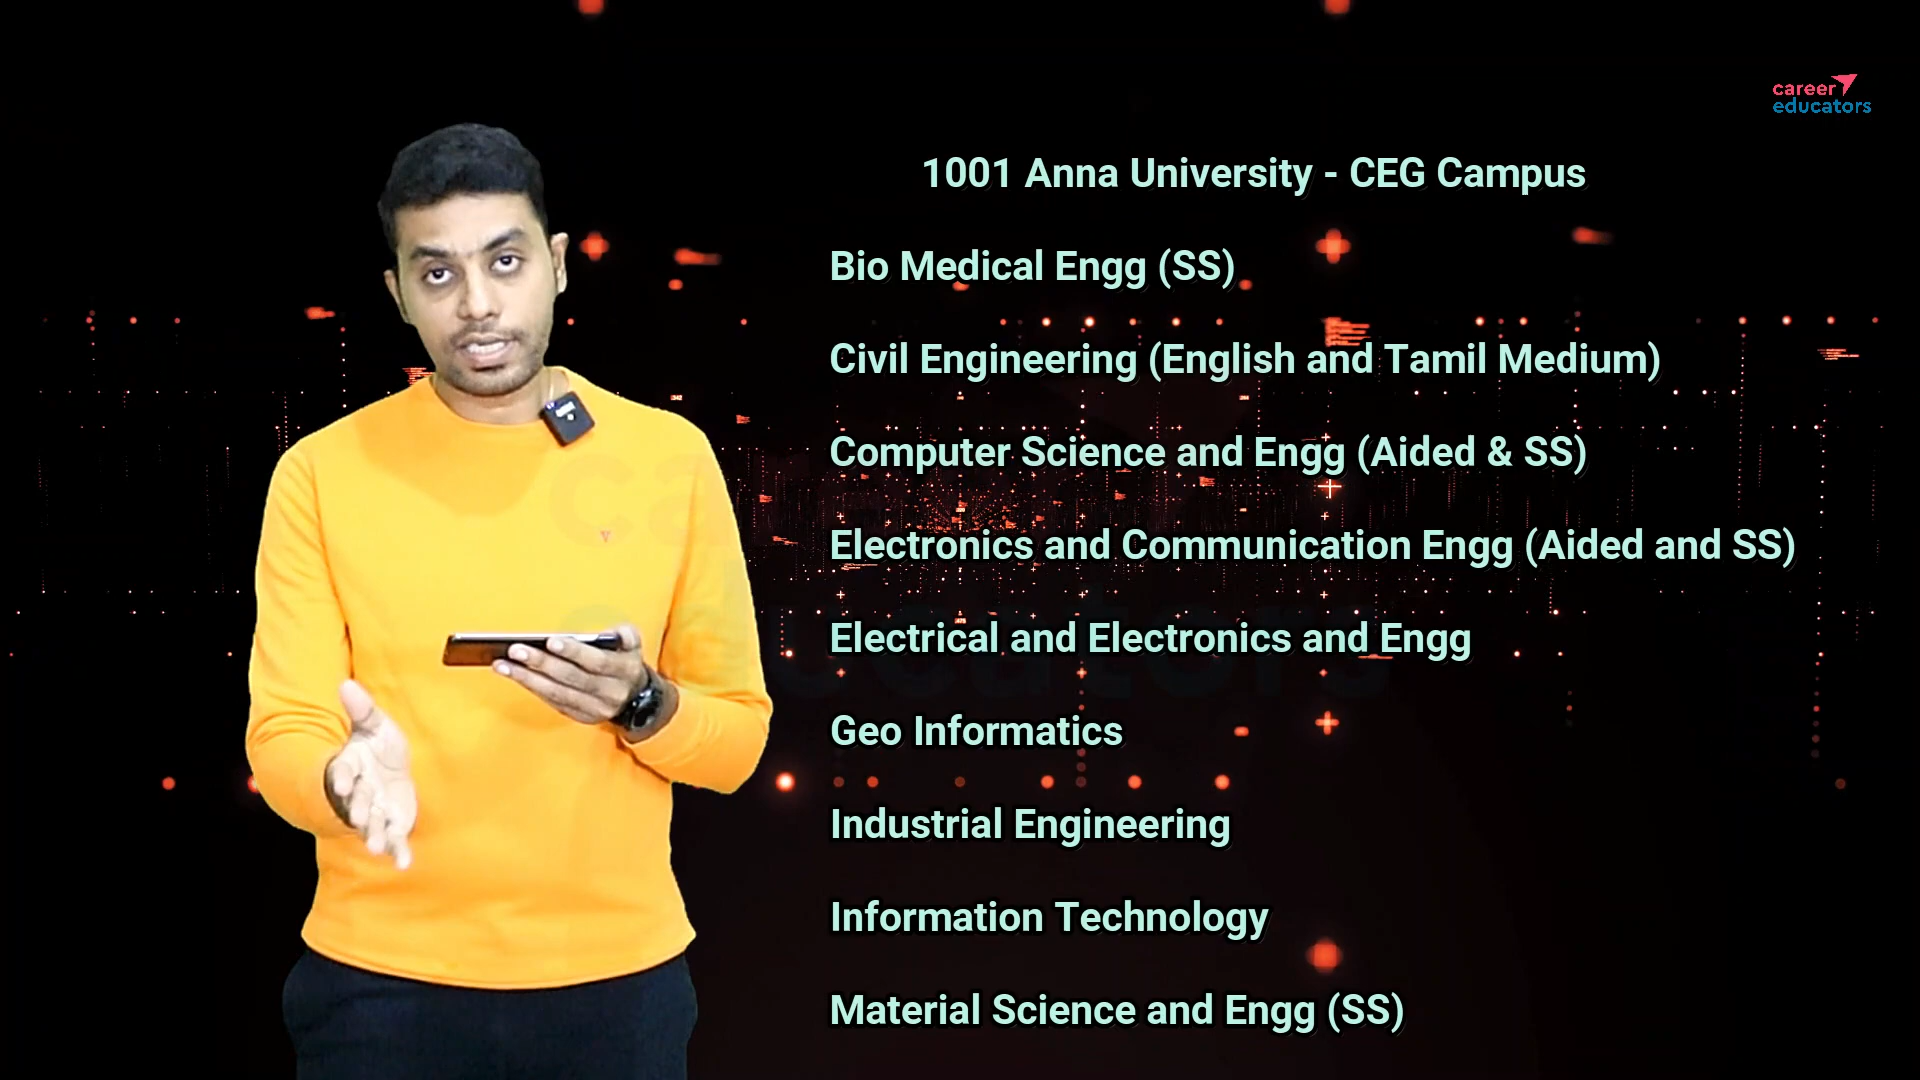 career
educators
1001 Anna University - CEG Campus
Bio Medical Engg (SS)
Civil Engineering (English and Tamil Medium)
Computer Science and Engg (Aided & SS)
Electronics and Communication Engg (Aided and SS)
Electrical and Electronics and Engg
Geo Informatics
Industrial Engineering
Information Technology
Material Science and Engg (SS)